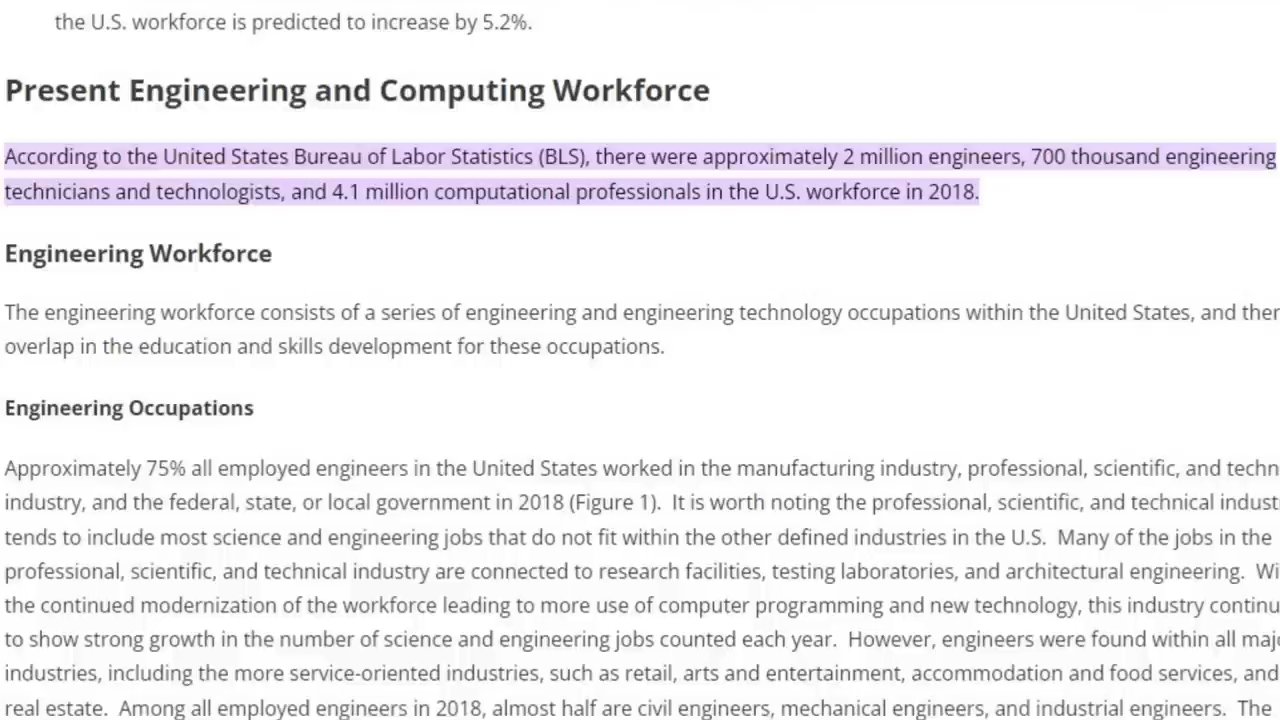 the U.S. workforce is predicted to increase by 5.2%.
Present Engineering and Computing Workforce
According to the United States Bureau of Labor Statistics (BLS), there were approximately 2 million engineers, 700 thousand engineering
technicians and technologists, and 4.1 million computational professionals in the U.S. workforce in 2018.
Engineering Workforce
The engineering workforce consists of a series of engineering and engineering technology occupations within the United States, and
overlap in the education and skills development for these occupations.
Engineering Occupations
Approximately 75% all employed engineers in the United States worked in the manufacturing industry, professional, scientific, and
industry, and the federal, state, or local government in 2018 (Figure 1). It is worth noting the professional, scientific, and technical
tends to include most science and engineering jobs that do not fit within the other defined industries in the U.S. Many of the jobs in the
professional, scientific, and technical industry are connected to research facilities, testing laboratories, and architectural engineering.
the continued modernization of the workforce leading to more use of computer programming and new technology, this industry
to show strong growth in the number of science and engineering jobs counted each year. However, engineers were found within all
industries, including the more service-oriented industries, such as retail, arts and entertainment, accommodation and food services, and
real estate. Among all employed engineers in 2018, almost half are civil engineers, mechanical engineers, and industrial engineers. The